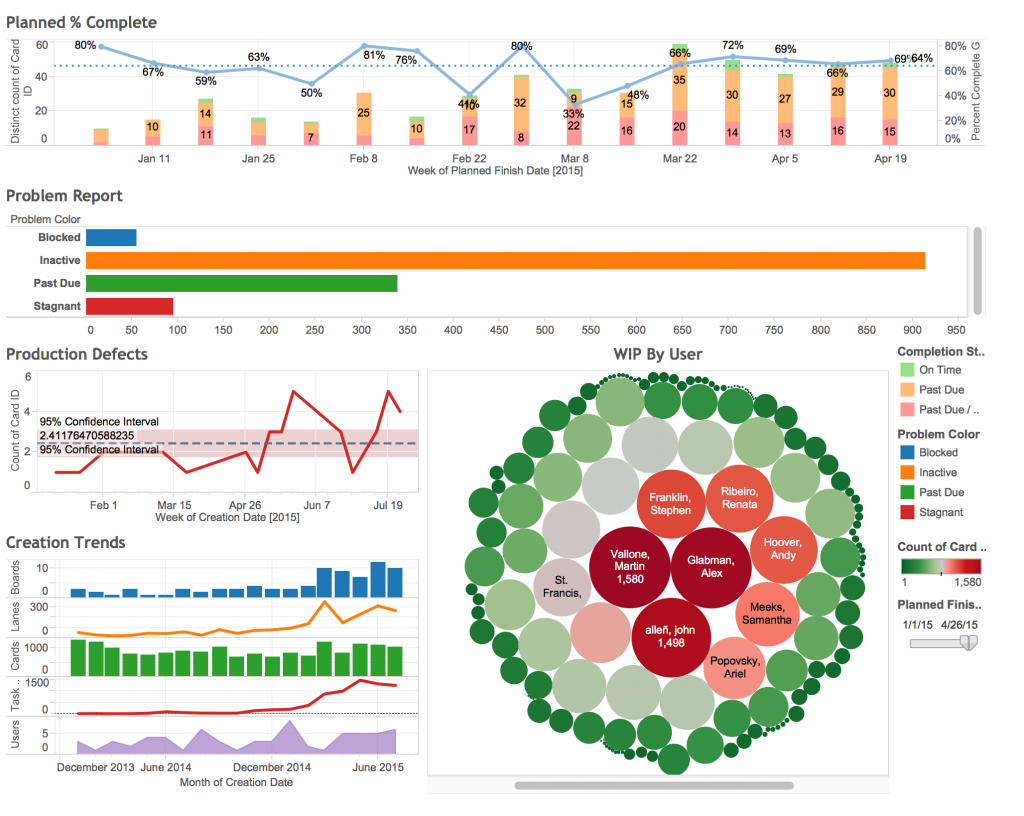 Planned % Complete
Distinct count of Card ID
60
40
20
0
80%
67%
59%
63%
50%
81%
76%
41%
80%
33%
48%
66%
72%
69%
66%
69%
64%
10
14
11
7
25
10
10
17
32
8
9
22
15
16
35
20
30
14
27
13
29
16
30
15
80%
60%
40%
20%
0%
Percent Complete G
Jan 11
Jan 25
Feb 8
Feb 22
Mar 8
Mar 22
Apr 5
Apr 19
Week of Planned Finish Date [2015]
Problem Report
Problem Color
Blocked
Inactive
Past Due
Stagnant
0 50 100 150 200 250 300 350 400 450 500 550 600 650 700 750 800 850 900 950
Production Defects
Count of Card ID
6
4
2
0
95% Confidence Interval
2.41176470588235
95% Confidence Interval
Feb 1
Mar 15
Apr 26
Jun 7
Jul 19
Week of Creation Date [2015]
Creation Trends
Boards
10
0
Lanes
300
0
Cards
1000
0
Task .
1500
0
Users
5
0
December 2013
June 2014
December 2014
June 2015
Month of Creation Date
WIP By User
Franklin,
Stephen
Ribeiro,
Renata
Vallone,
Martin
1,580
Glabman,
Alex
Hoover,
Andy
St.
Francis,
Meeks,
Samantha
alleñ, john
1,498
Popovsky,
Ariel
Completion St..
On Time
Past Due
Past Due / ..
Problem Color
Blocked
Inactive
Past Due
Stagnant
Count of Card ..
1
1,580
Planned Finis..
1/1/15
4/26/15